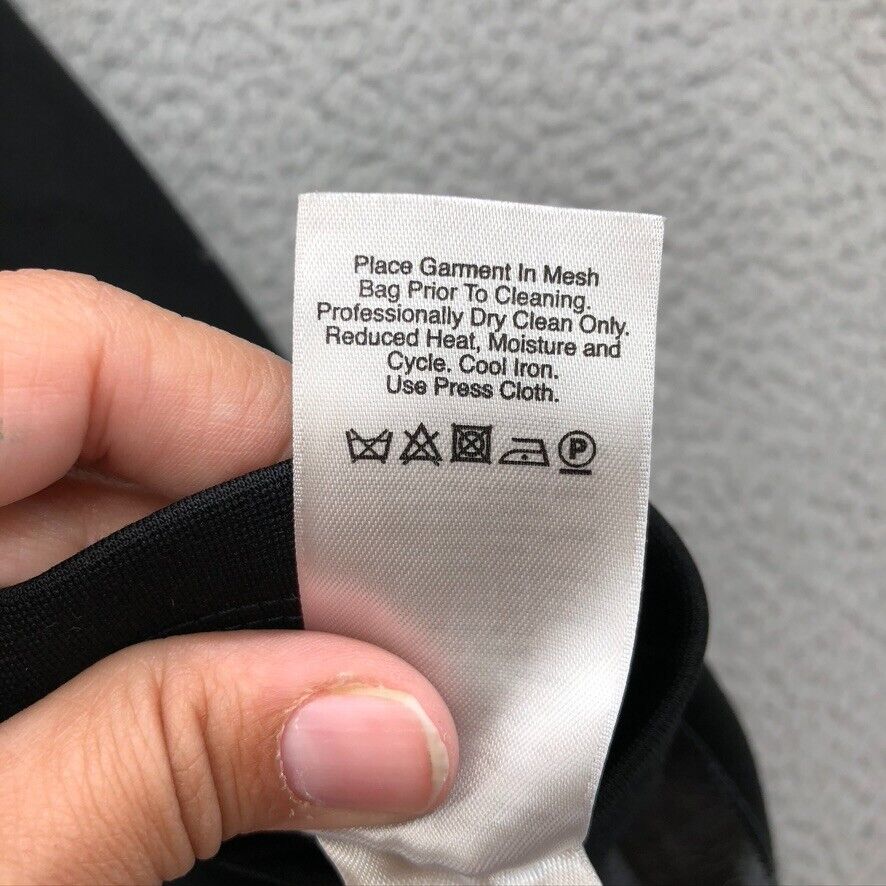 Place Garment In Mesh
Bag Prior To Cleaning.
Professionally Dry Clean Only.
Reduced Heat, Moisture and
Cycle. Cool Iron.
Use Press Cloth.
P